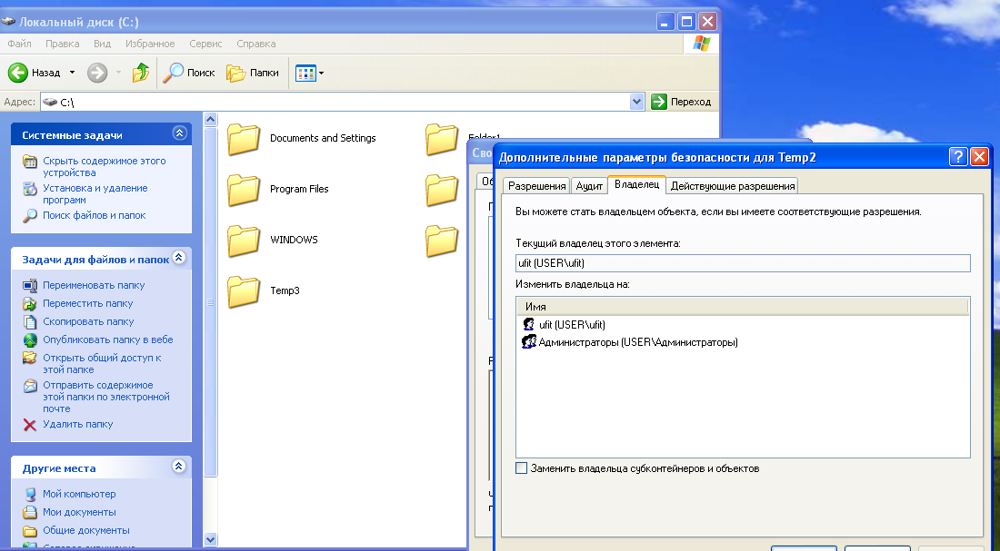 Локальный диск (C:)
Файл Правка Вид Избранное Сервис Справка
Назад Поиск Папки
Адрес: C:\ Переход
Системные задачи
Скрыть содержимое этого
устройства
Установка и удаление
программ
Поиск файлов и папок
Задачи для файлов и папок
Переименовать папку
Переместить папку
Скопировать папку
Опубликовать папку в вебе
Открыть общий доступ к
этой папке
Отправить содержимое
этой папки по электронной
почте
Удалить папку
Другие места
Мой компьютер
Мои документы
Общие документы
Documents and Settings
Folder1
Program Files
WINDOWS
Temp3
Дополнительные параметры безопасности для Temp2
Разрешения Аудит Владелец Действующие разрешения
Вы можете стать владельцем объекта, если вы имеете соответствующие разрешения.
Текущий владелец этого элемента:
ufit (USER\ufit)
Изменить владельца на:
Имя
ufit (USER\ufit)
Администраторы (USER\Администраторы)
Заменить владельца субконтейнеров и объектов